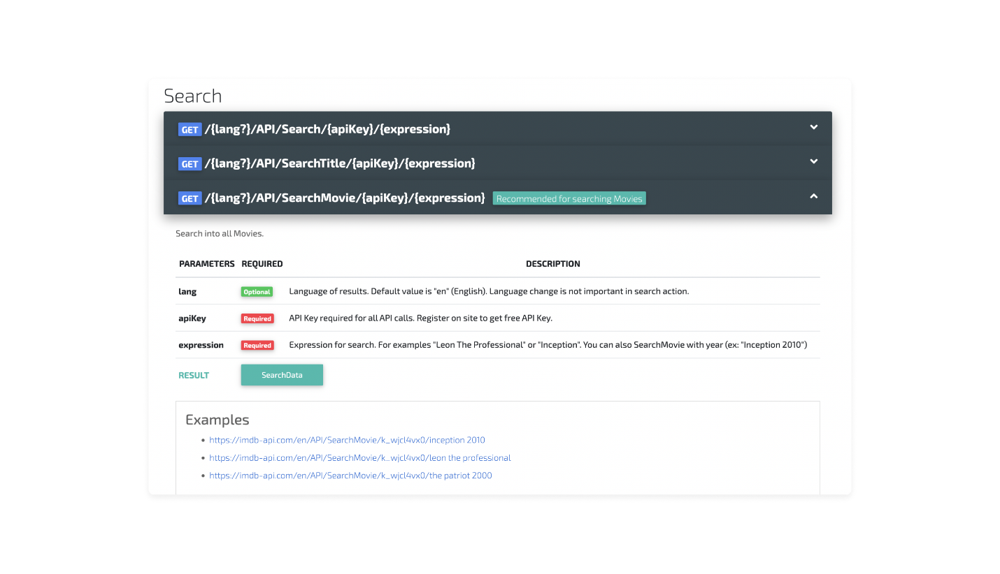 Search
GET /{lang?}/API/Search/{apiKey}/{expression}
GET /{lang?}/API/SearchTitle/{apiKey}/{expression}
GET /{lang?}/API/SearchMovie/{apiKey}/{expression} Recommended for searching Movies
Search into all Movies.
PARAMETERS REQUIRED DESCRIPTION
lang Optional Language of results. Default value is "en" (English). Language change is not important in search action.
apiKey Required API Key required for all API calls. Register on site to get free API Key.
expression Required Expression for search. For examples "Leon The Professional" or "Inception". You can also SearchMovie with year (ex: "Inception 2010")
RESULT SearchData
Examples
• https://imdb-api.com/en/API/SearchMovie/k_wjcl4vx0/inception 2010
• https://imdb-api.com/en/API/SearchMovie/k_wjcl4vx0/leon the professional
• https://imdb-api.com/en/API/SearchMovie/k_wjcl4vx0/the patriot 2000